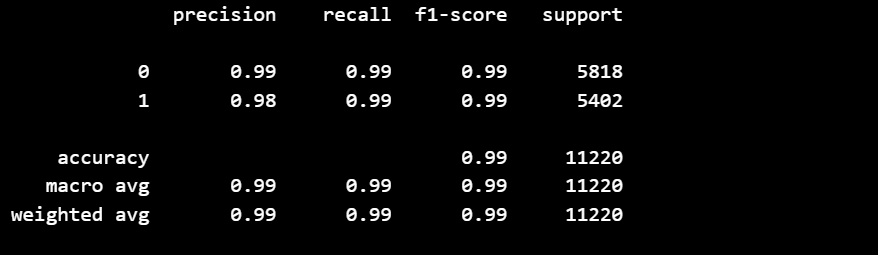 precision recall f1-score support
0 0.99 0.99 0.99 5818
1 0.98 0.99 0.99 5402
accuracy 0.99 11220
macro avg 0.99 0.99 0.99 11220
weighted avg 0.99 0.99 0.99 11220